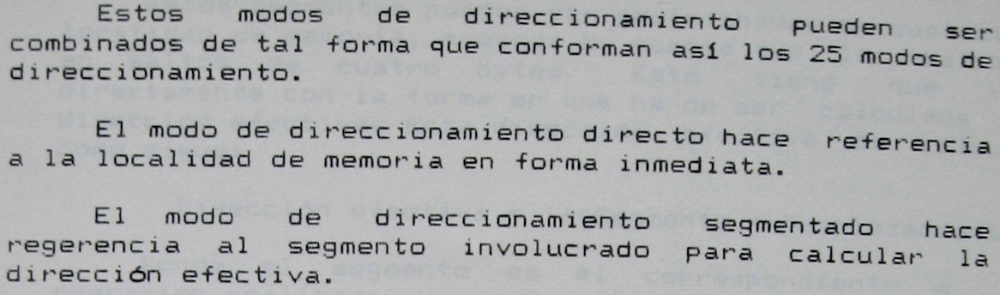 Estos modos de direccionamiento pueden ser
combinados de tal forma que conforman así los 25 modos de
direccionamiento.
El modo de direccionamiento directo hace referencia
a la localidad de memoria en forma inmediata.
El modo de direccionamiento segmentado hace
regerencia al segmento involucrado para calcular la
dirección efectiva.